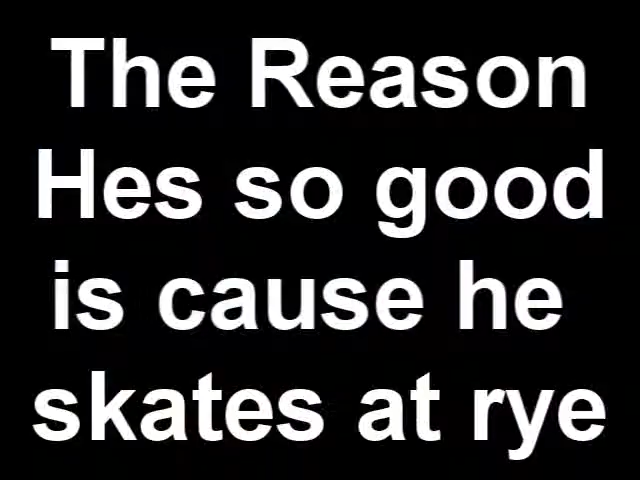 The Reason
Hes so good
is cause he
skates at rye